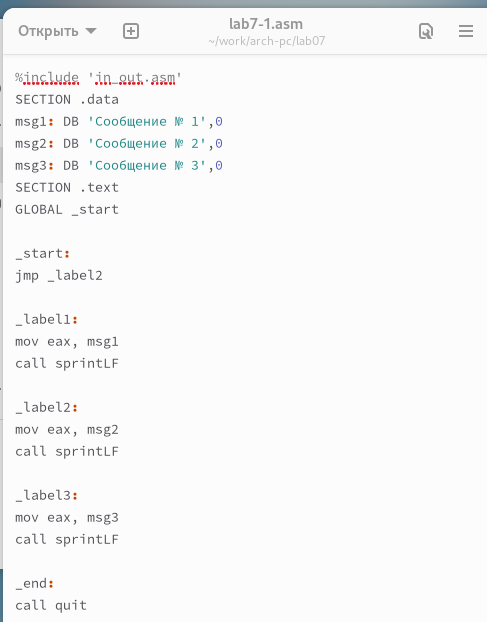 Открыть
lab7-1.asm
~/work/arch-pc/lab07
%include 'in_out.asm'
SECTION .data
msg1: DB 'Сообщение № 1',0
msg2: DB 'Сообщение № 2',0
msg3: DB 'Сообщение № 3',0
SECTION .text
GLOBAL _start
_start:
jmp _label2
_label1:
mov eax, msg1
call sprintLF
_label2:
mov eax, msg2
call sprintLF
_label3:
mov eax, msg3
call sprintLF
_end:
call quit